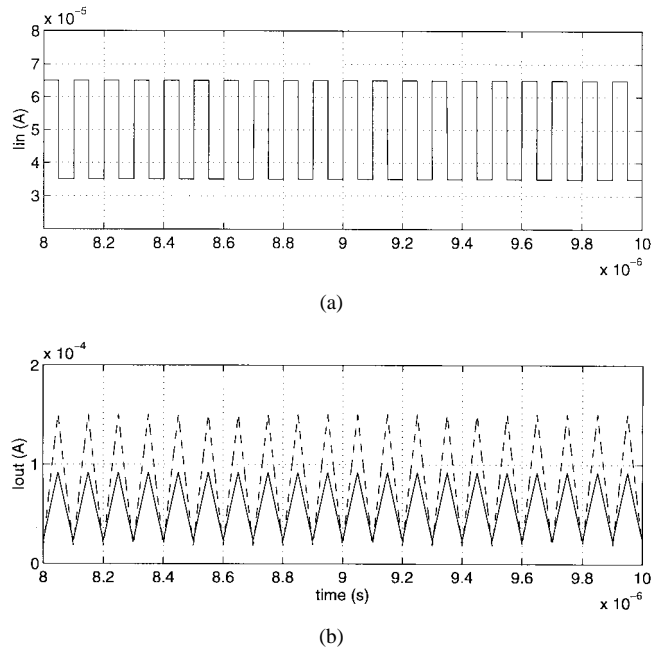 x 10⁻⁵
8
7
6
5
4
3
Iin (A)
8 8.2 8.4 8.6 8.8 9 9.2 9.4 9.6 9.8 10
x 10⁻⁶
(a)
x 10⁻⁴
2
1
0
Iout (A)
8 8.2 8.4 8.6 8.8 9 9.2 9.4 9.6 9.8 10
time (s)
x 10⁻⁶
(b)